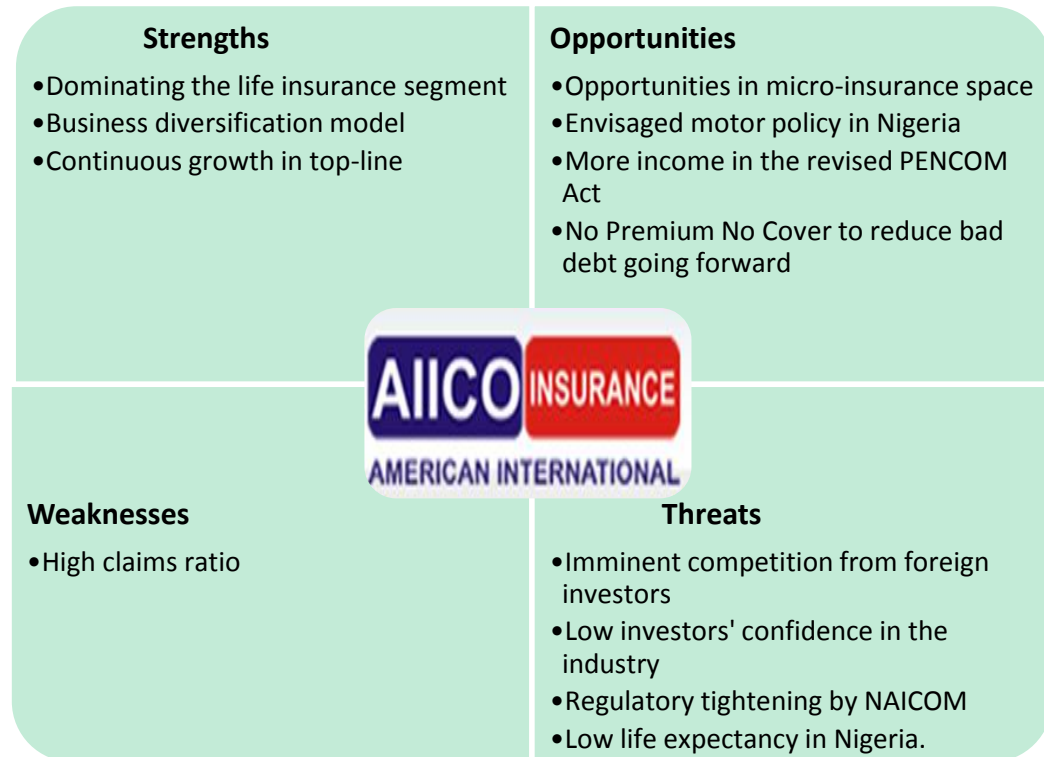 Strengths
•Dominating the life insurance segment
•Business diversification model
•Continuous growth in top-line
Opportunities
•Opportunities in micro-insurance space
•Envisaged motor policy in Nigeria
•More income in the revised PENCOM
Act
•No Premium No Cover to reduce bad
debt going forward
AIICO INSURANCE
AMERICAN INTERNATIONAL
Weaknesses
•High claims ratio
Threats
•Imminent competition from foreign
investors
•Low investors' confidence in the
industry
•Regulatory tightening by NAICOM
•Low life expectancy in Nigeria.